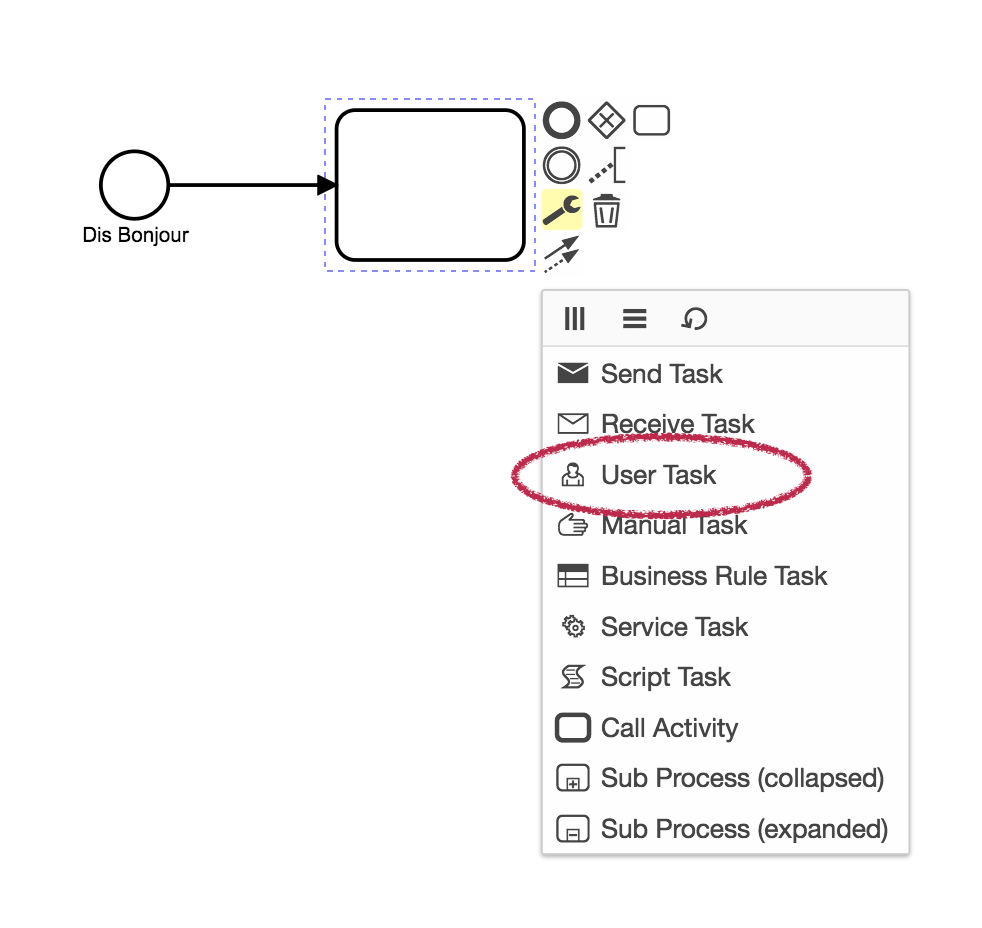 Dis Bonjour
Send Task
Receive Task
User Task
Manual Task
Business Rule Task
Service Task
Script Task
Call Activity
Sub Process (collapsed)
Sub Process (expanded)